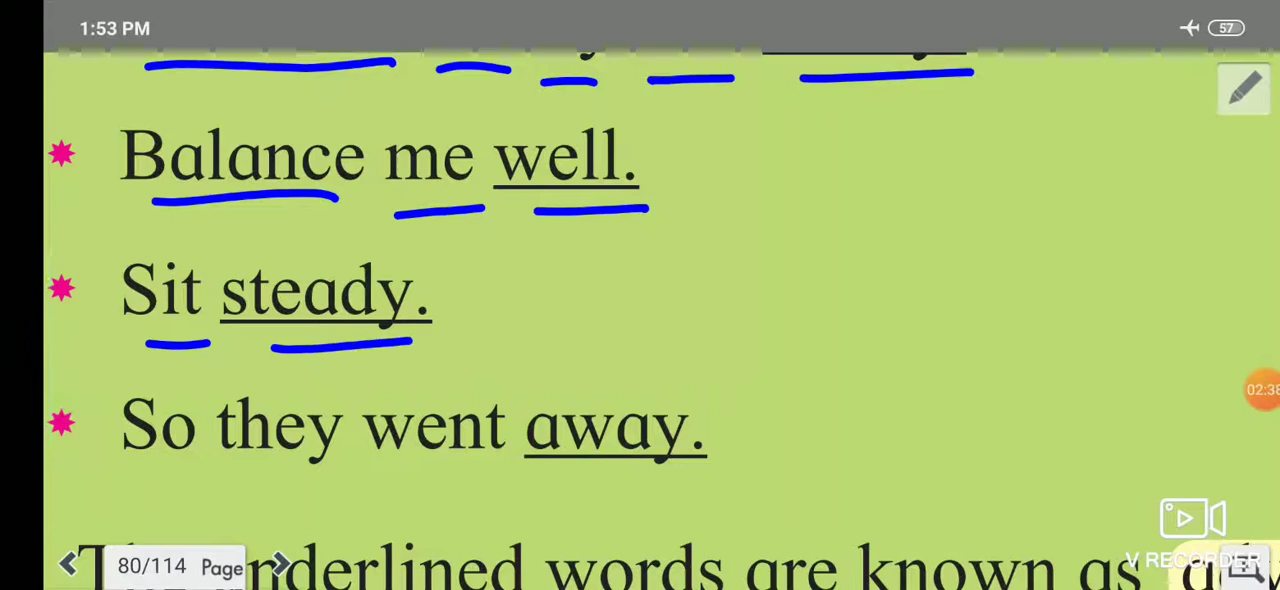 1:53 PM
57
Balance me well.
Sit steady.
02:38
So they went away.
80/114 Page
V RECORDER
underlined words are known as